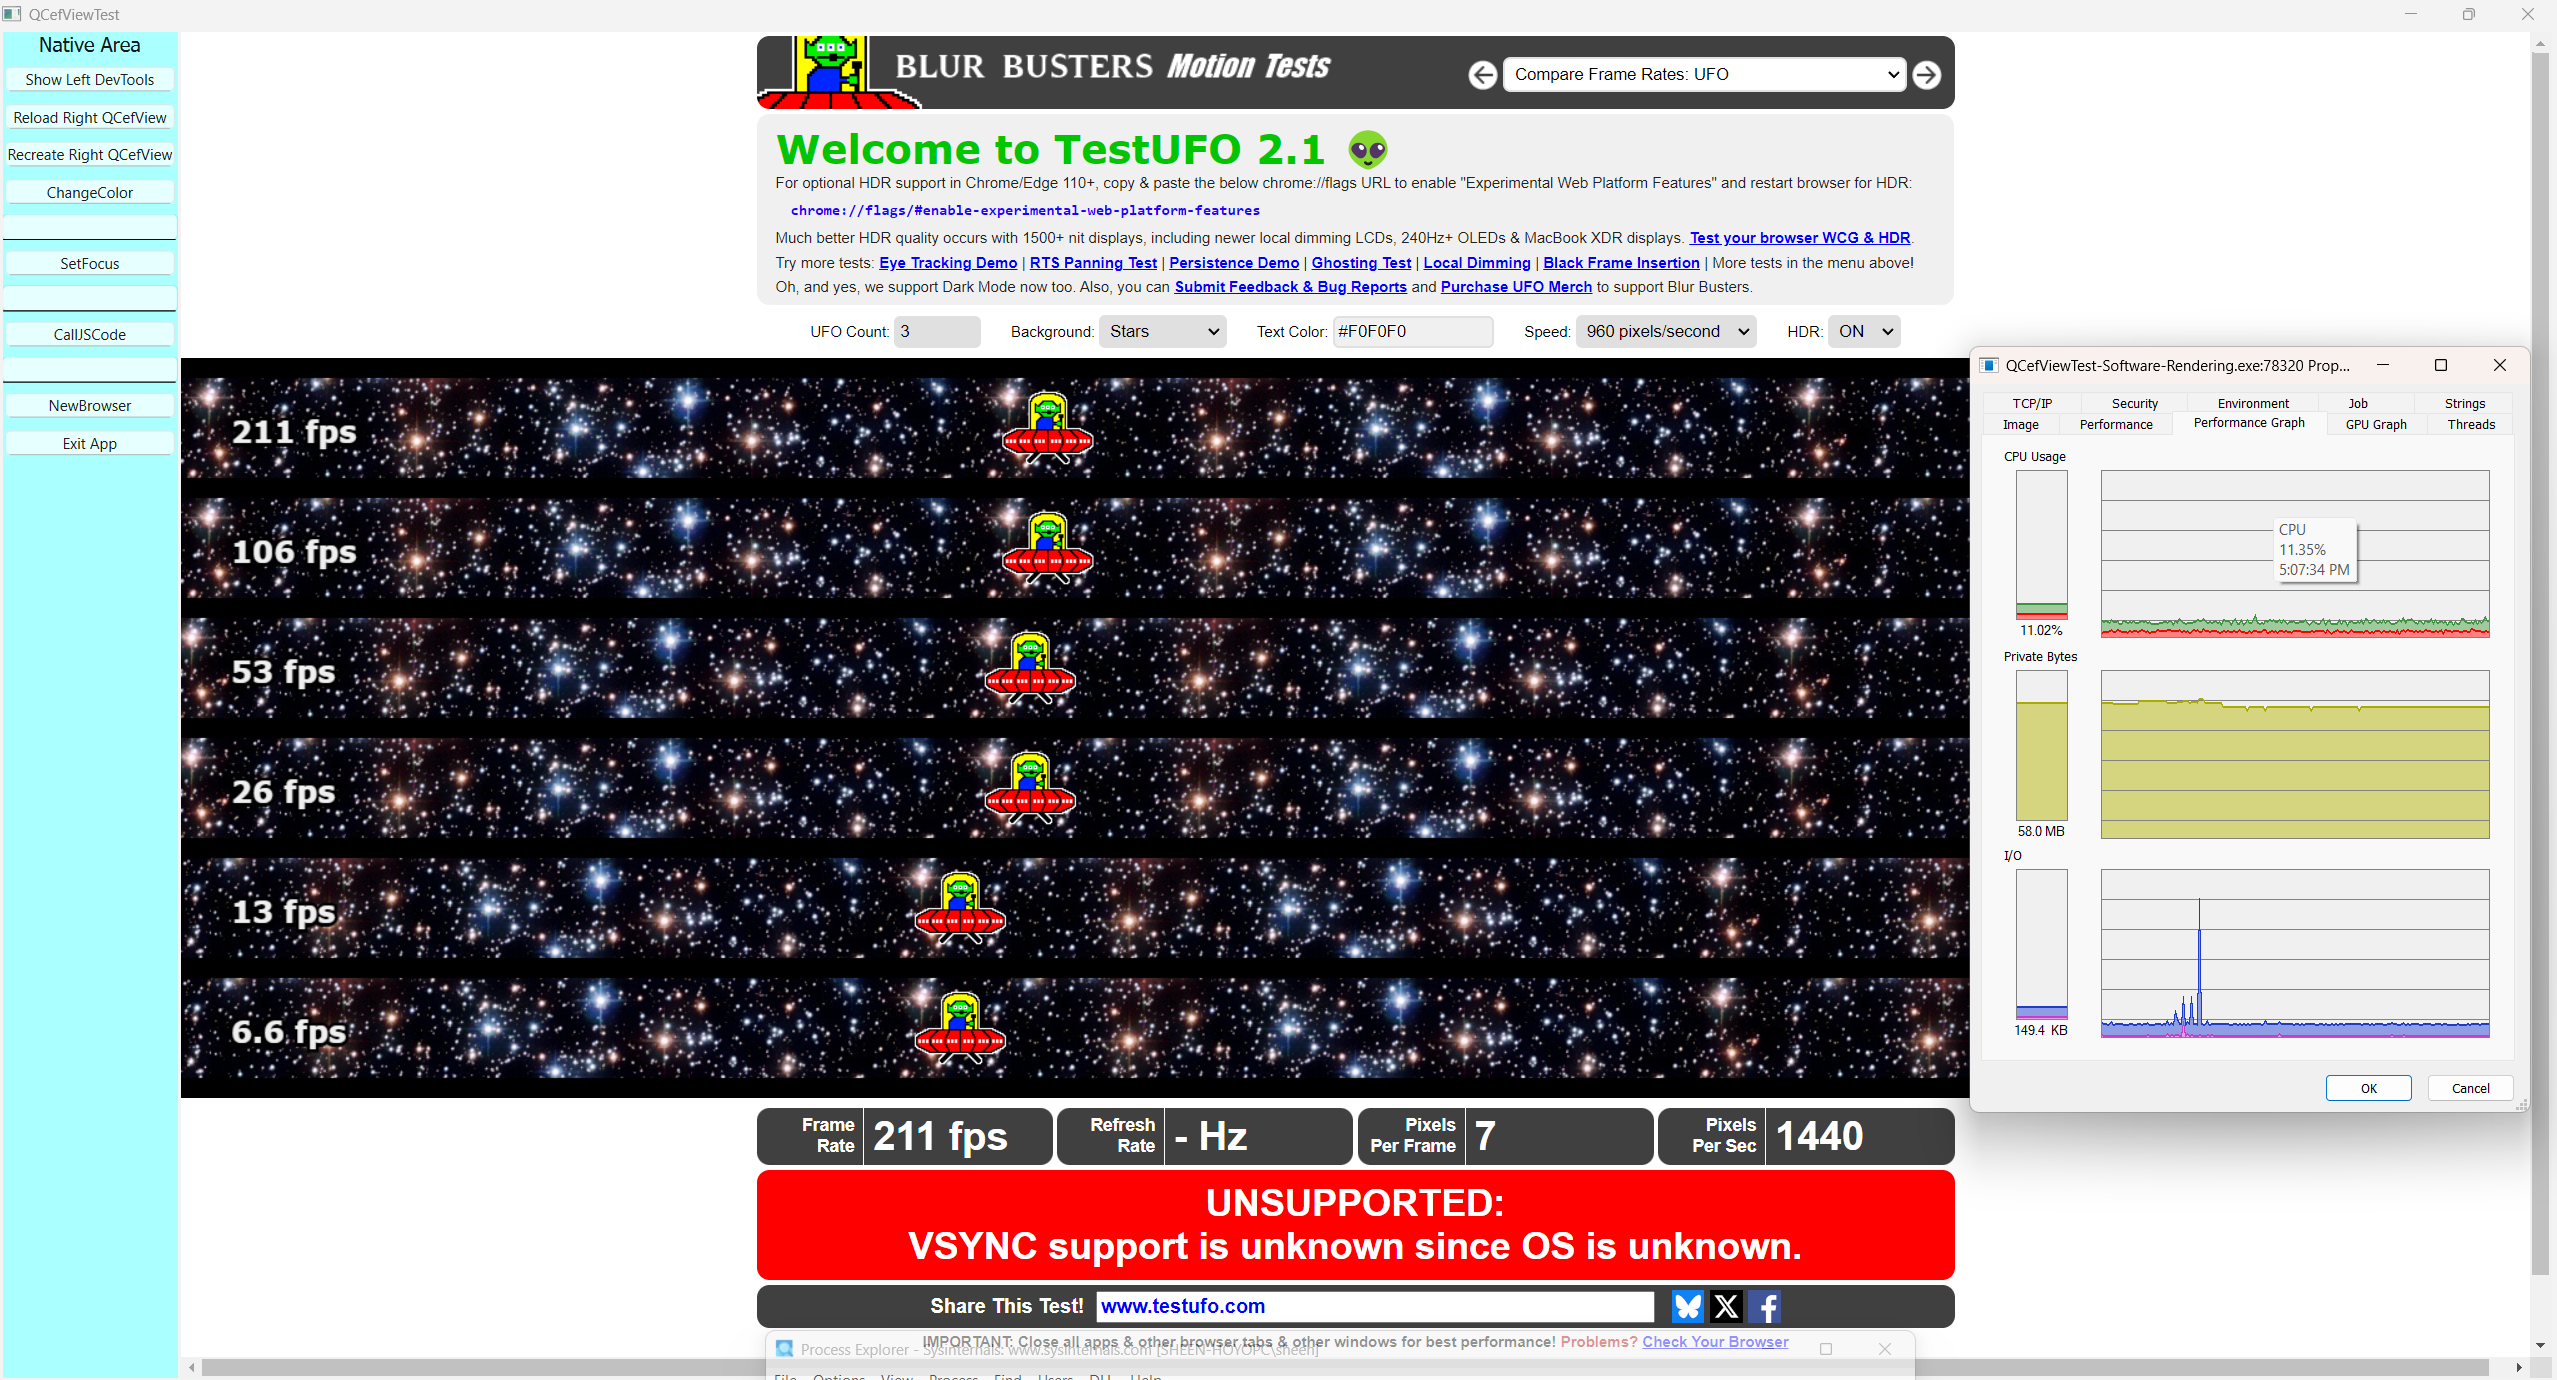 QCefViewTest
Native Area
Show Left DevTools
Reload Right QCefView
Recreate Right QCefView
ChangeColor
SetFocus
CallJSCode
NewBrowser
Exit App
BLUR BUSTERS Motion Tests
Compare Frame Rates: UFO
Welcome to TestUFO 2.1
For optional HDR support in Chrome/Edge 110+, copy & paste the below chrome://flags URL to enable "Experimental Web Platform Features" and restart browser for HDR:
chrome://flags/#enable-experimental-web-platform-features
Much better HDR quality occurs with 1500+ nit displays, including newer local dimming LCDs, 240Hz+ OLEDs & MacBook XDR displays. Test your browser WCG & HDR.
Try more tests: Eye Tracking Demo | RTS Panning Test | Persistence Demo | Ghosting Test | Local Dimming | Black Frame Insertion | More tests in the menu above!
Oh, and yes, we support Dark Mode now too. Also, you can Submit Feedback & Bug Reports and Purchase UFO Merch to support Blur Busters.
UFO Count: 3 Background: Stars Text Color: #F0F0F0 Speed: 960 pixels/second HDR: ON
211 fps
106 fps
53 fps
26 fps
13 fps
6.6 fps
QCefViewTest-Software-Rendering.exe:78320 Prop...
TCP/IP Security Environment Job Strings
Image Performance Performance Graph GPU Graph Threads
CPU Usage
CPU
11.35%
5:07:34 PM
11.02%
Private Bytes
58.0 MB
I/O
149.4 KB
OK Cancel
Frame Rate 211 fps
Refresh Rate - Hz
Pixels Per Frame 7
Pixels Per Sec 1440
UNSUPPORTED:
VSYNC support is unknown since OS is unknown.
Share This Test! www.testufo.com
IMPORTANT: Close all apps & other browser tabs & other windows for best performance! Problems? Check Your Browser
Process Explorer - Sysinternals: www.sysinternals.com [SHEEN-HOYOPC\sheen]
File Options View Process Find Users DLL Help